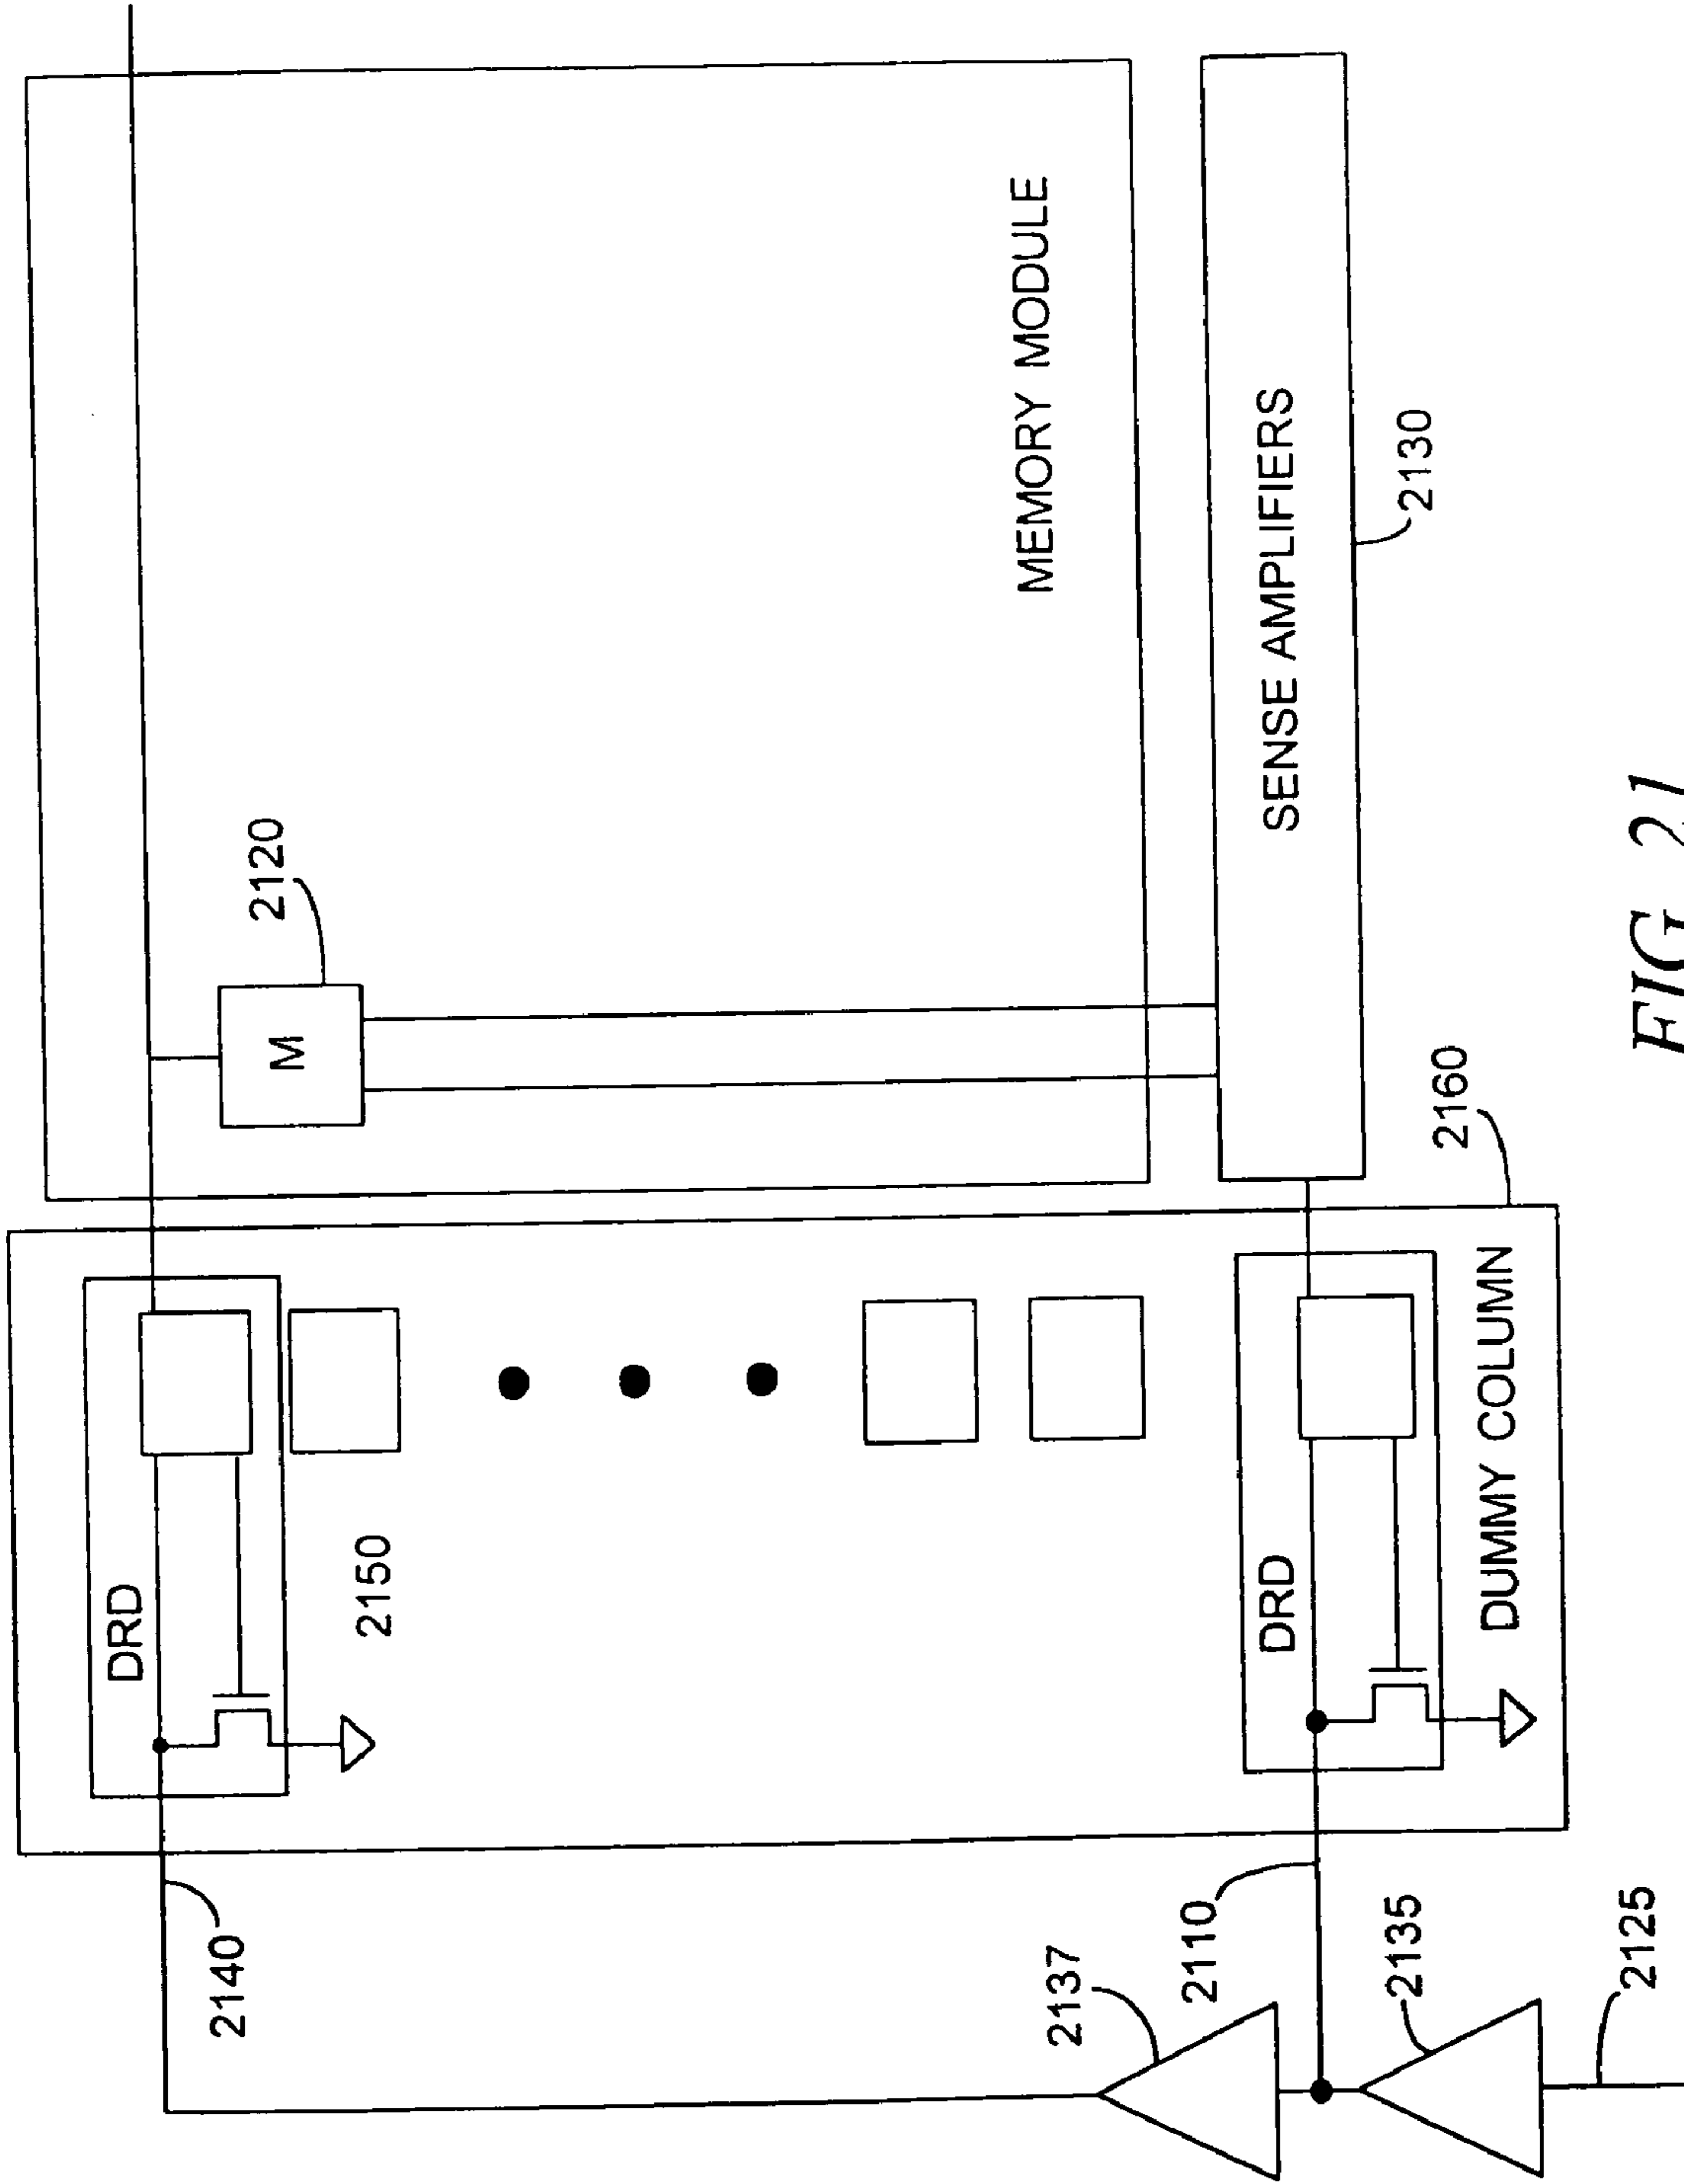 2140
DRD
2150
2120
M
MEMORY MODULE
2137
2110
DRD
SENSE AMPLIFIERS
2135
DUMMY COLUMN
2160
2130
2125
FIG. 21